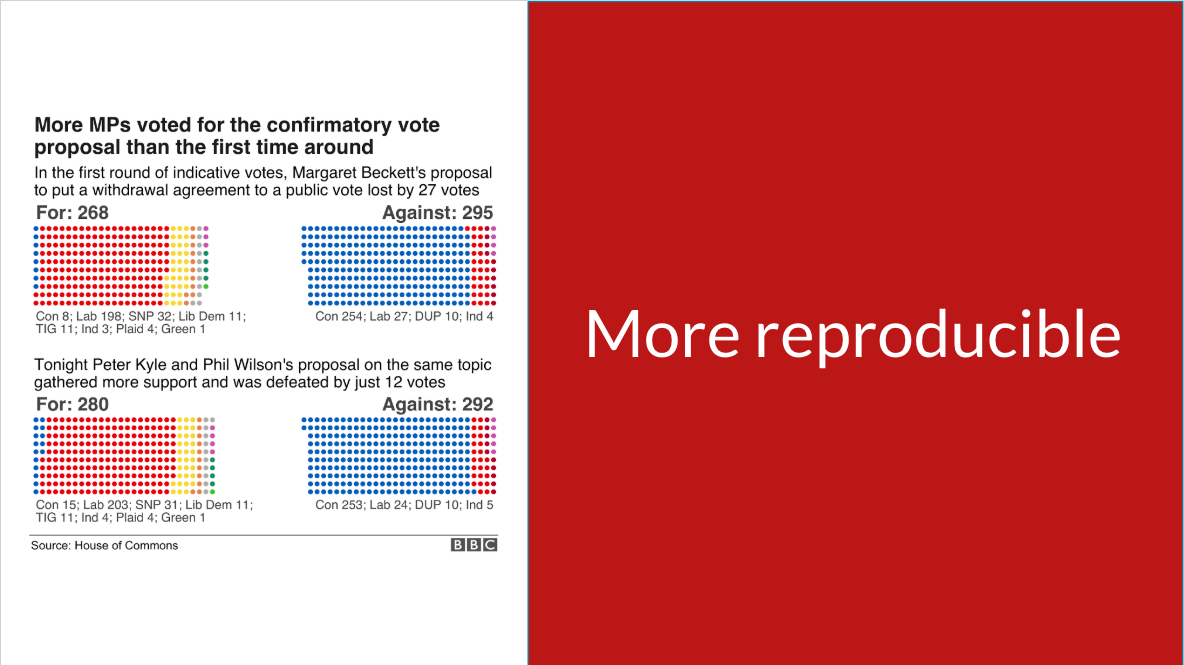 More MPs voted for the confirmatory vote
proposal than the first time around
In the first round of indicative votes, Margaret Beckett's proposal
to put a withdrawal agreement to a public vote lost by 27 votes
For: 268
Against: 295
Con 8; Lab 198; SNP 32; Lib Dem 11;
TIG 11; Ind 3; Plaid 4; Green 1
Con 254; Lab 27; DUP 10; Ind 4
Tonight Peter Kyle and Phil Wilson's proposal on the same topic
gathered more support and was defeated by just 12 votes
For: 280
Against: 292
Con 15; Lab 203; SNP 31; Lib Dem 11;
TIG 11; Ind 4; Plaid 4; Green 1
Con 253; Lab 24; DUP 10; Ind 5
Source: House of Commons
BBC
More reproducible